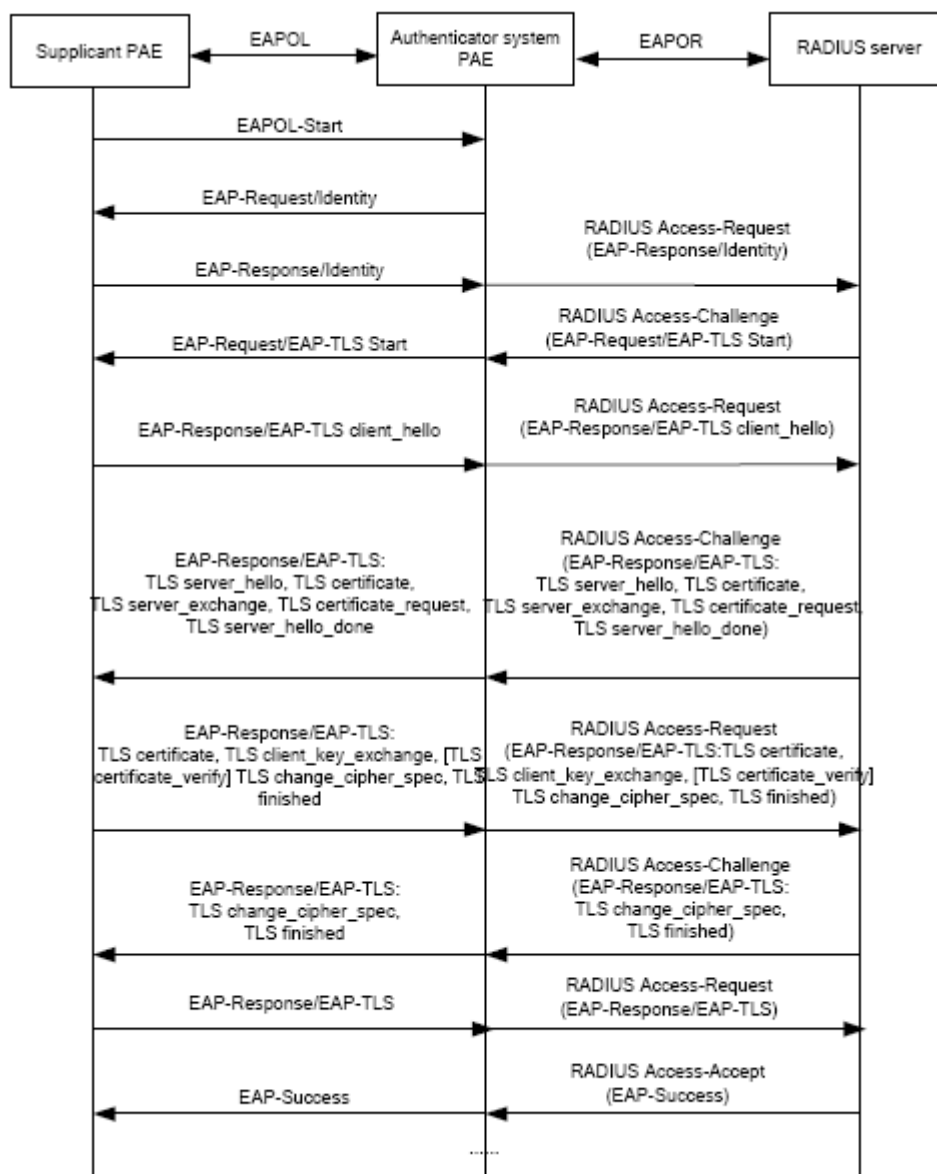 Supplicant PAE
EAPOL
Authenticator system
PAE
EAPOR
RADIUS server
EAPOL-Start
EAP-Request/Identity
RADIUS Access-Request
(EAP-Response/Identity)
EAP-Response/Identity
RADIUS Access-Challenge
(EAP-Request/EAP-TLS Start)
EAP-Request/EAP-TLS Start
RADIUS Access-Request
(EAP-Response/EAP-TLS client_hello)
EAP-Response/EAP-TLS client_hello
EAP-Response/EAP-TLS:
TLS server_hello, TLS certificate,
TLS server_exchange, TLS certificate_request,
TLS server_hello_done
RADIUS Access-Challenge
(EAP-Response/EAP-TLS:
TLS server_hello, TLS certificate,
TLS server_exchange, TLS certificate_request,
TLS server_hello_done)
EAP-Response/EAP-TLS:
TLS certificate, TLS client_key_exchange, [TLS
certificate_verify] TLS change_cipher_spec, TLS
finished
RADIUS Access-Request
(EAP-Response/EAP-TLS:TLS certificate,
TLS client_key_exchange, [TLS certificate_verify]
TLS change_cipher_spec, TLS finished)
EAP-Response/EAP-TLS:
TLS change_cipher_spec,
TLS finished
RADIUS Access-Challenge
(EAP-Response/EAP-TLS:
TLS change_cipher_spec,
TLS finished)
EAP-Response/EAP-TLS
RADIUS Access-Request
(EAP-Response/EAP-TLS)
EAP-Success
RADIUS Access-Accept
(EAP-Success)
......